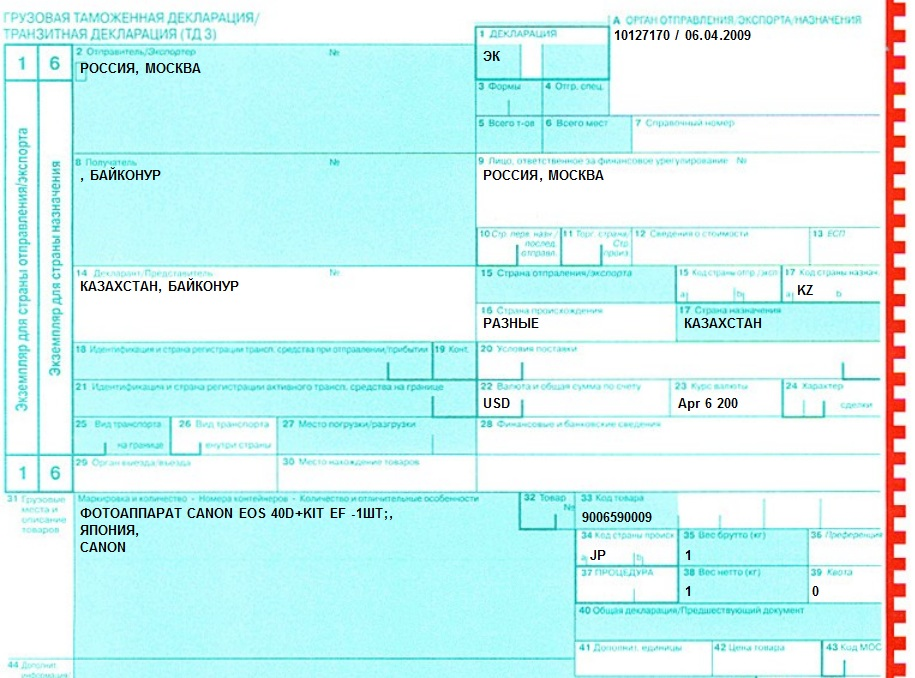 ГРУЗОВАЯ ТАМОЖЕННАЯ ДЕКЛАРАЦИЯ/
ТРАНЗИТНАЯ ДЕКЛАРАЦИЯ (ТД 3)
1 ДЕКЛАРАЦИЯ
ЭК
А ОРГАН ОТПРАВЛЕНИЯ/ЭКСПОРТА/НАЗНАЧЕНИЯ
10127170 / 06.04.2009
1 6
2 Отправитель/Экспортер №
РОССИЯ, МОСКВА
3 Формы
4 Отгр. спец.
5 Всего т-ов
6 Всего мест
7 Справочный номер
Экземпляр для страны отправления/экспорта
Экземпляр для страны назначения
8 Получатель №
, БАЙКОНУР
9 Лицо, ответственное за финансовое урегулирование №
РОССИЯ, МОСКВА
10 Стр. перв. назн./
послед.
отправл.
11 Торг. страна/
Стр.
произ.
12 Сведения о стоимости
13 ЕСП
14 Декларант/Представитель №
КАЗАХСТАН, БАЙКОНУР
15 Страна отправления/экспорта
15 Код страны отпр./эксп
a b
17 Код страны назнач.
a KZ b
16 Страна происхождения
РАЗНЫЕ
17 Страна назначения
КАЗАХСТАН
18 Идентификация и страна регистрации трансп. средства при отправлении/прибытии
19 Конт.
20 Условия поставки
21 Идентификация и страна регистрации активного трансп. средства на границе
22 Валюта и общая сумма по счету
USD
23 Курс валюты
Apr 6 200
24 Характер
сделки
25 Вид транспорта
на границе
26 Вид транспорта
внутри страны
27 Место погрузки/разгрузки
28 Финансовые и банковские сведения
1 6
29 Орган выезда/въезда
30 Место нахождение товаров
31 Грузовые
места и
описание
товаров
Маркировка и количество - Номера контейнеров - Количество и отличительные особенности
ФОТОАППАРАТ CANON EOS 40D+KIT EF -1ШТ;,
ЯПОНИЯ,
CANON
32 Товар
№
33 Код товара
9006590009
34 Код страны происх
a JP b
35 Вес брутто (кг)
1
36 Преференция
37 ПРОЦЕДУРА
38 Вес нетто (кг)
1
39 Квота
0
40 Общая декларация/Предшествующий документ
41 Дополнит. единицы
42 Цена товара
43 Код МОС
44 Дополнит.
информация